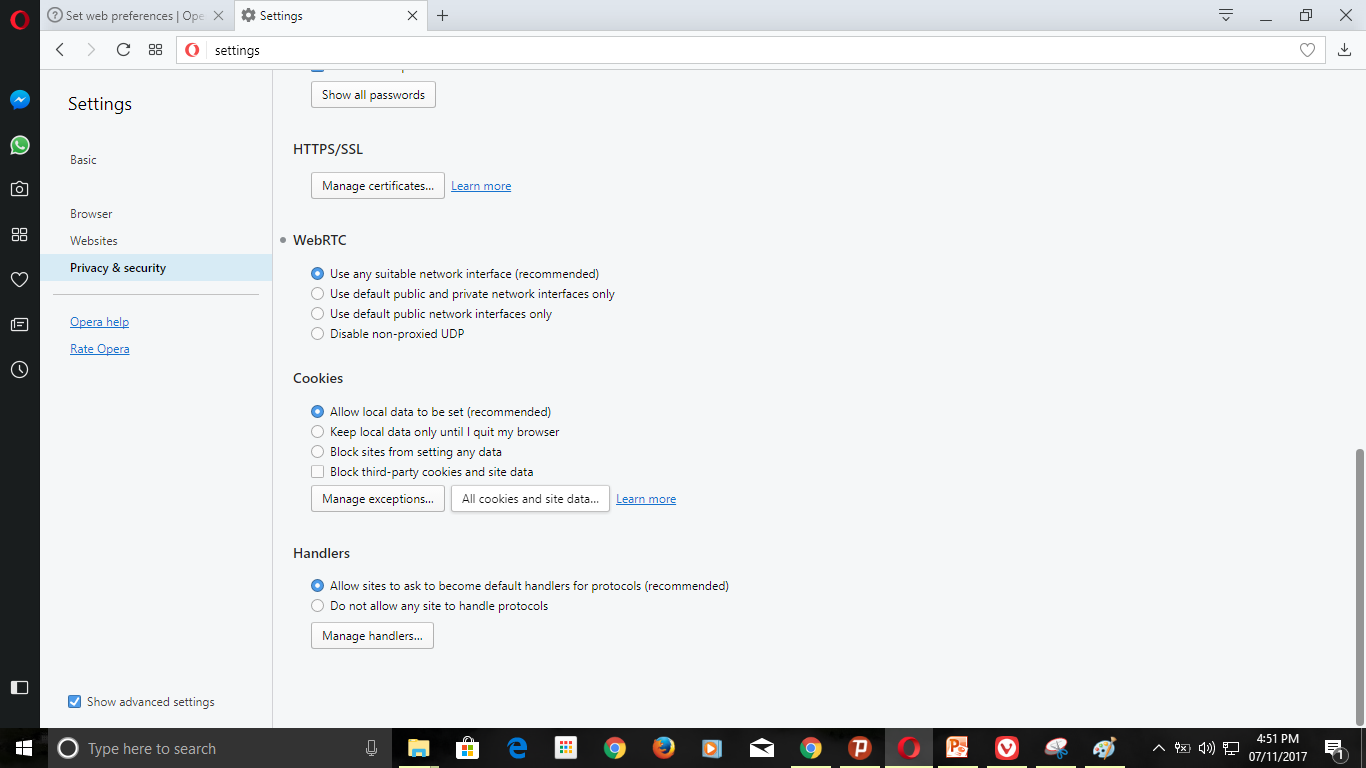 Set web preferences | Ope
Settings
settings
Settings
Basic
Browser
Websites
Privacy & security
Opera help
Rate Opera
Show advanced settings
Show all passwords
HTTPS/SSL
Manage certificates... Learn more
WebRTC
Use any suitable network interface (recommended)
Use default public and private network interfaces only
Use default public network interfaces only
Disable non-proxied UDP
Cookies
Allow local data to be set (recommended)
Keep local data only until I quit my browser
Block sites from setting any data
Block third-party cookies and site data
Manage exceptions... All cookies and site data... Learn more
Handlers
Allow sites to ask to become default handlers for protocols (recommended)
Do not allow any site to handle protocols
Manage handlers...
Type here to search
4:51 PM
07/11/2017
1